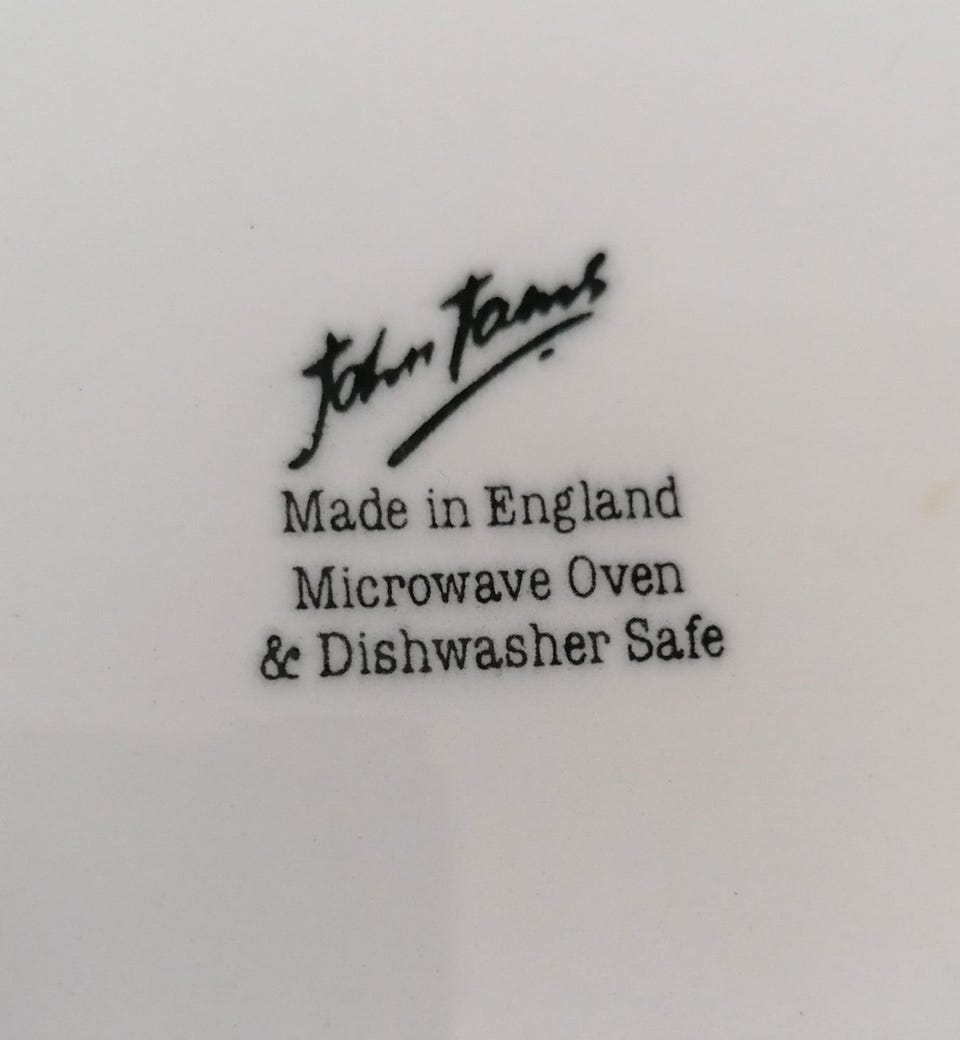 John Tams
Made in England
Microwave Oven
& Dishwasher Safe